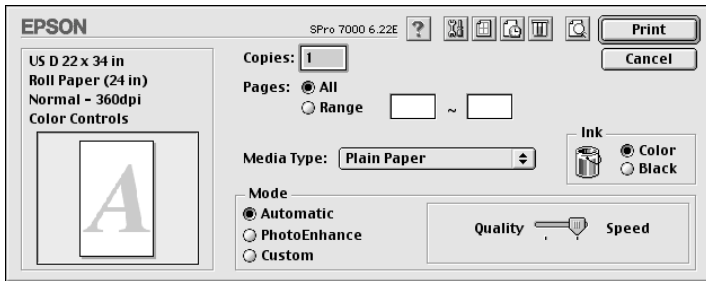 EPSON
SPro 7000 6.22E
?
Print
Cancel
US D 22 x 34 in
Roll Paper (24 in)
Normal - 360dpi
Color Controls
A
Copies: 1
Pages: All
Range ~
Media Type: Plain Paper
Ink
Color
Black
Mode
Automatic
PhotoEnhance
Custom
Quality Speed